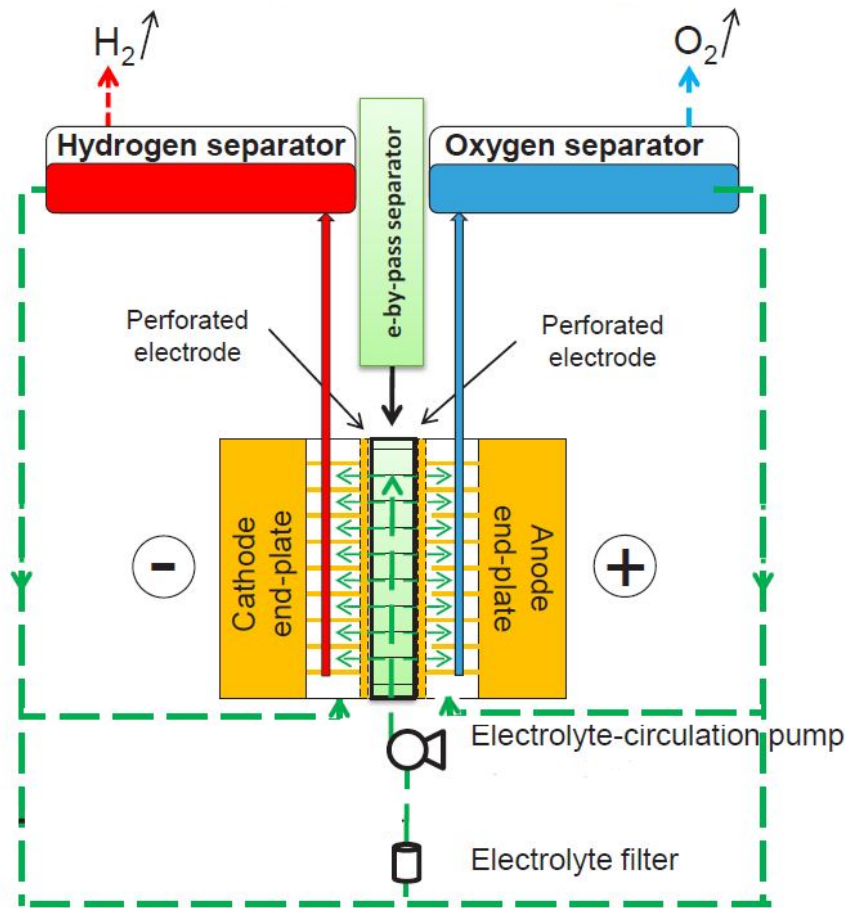 H₂
O₂
Hydrogen separator
Oxygen separator
e-by-pass separator
Perforated
electrode
Perforated
electrode
Cathode
end-plate
Anode
end-plate
-
+
Electrolyte-circulation pump
Electrolyte filter